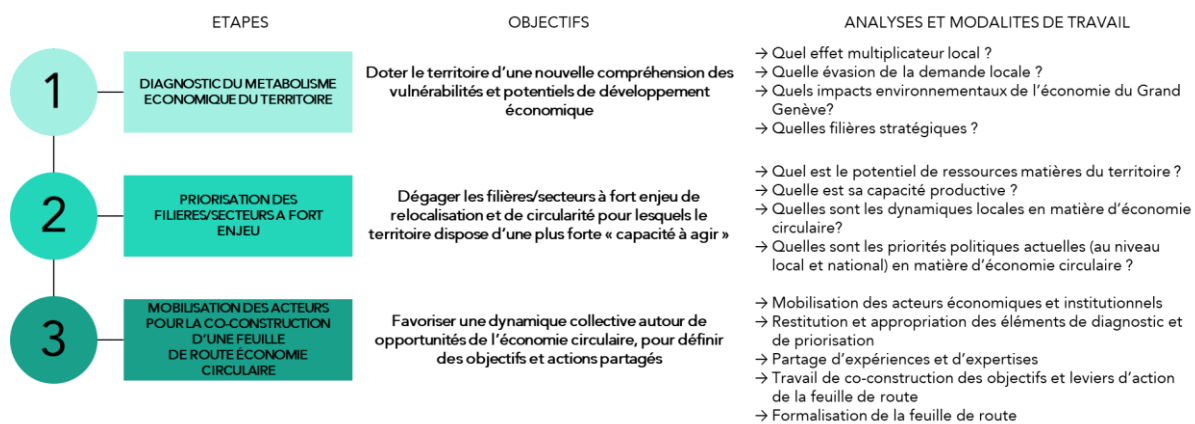 ETAPES
OBJECTIFS
ANALYSES ET MODALITES DE TRAVAIL
1
DIAGNOSTIC DU METABOLISME
ECONOMIQUE DU TERRITOIRE
Doter le territoire d'une nouvelle compréhension des
vulnérabilités et potentiels de développement
économique
→ Quel effet multiplicateur local ?
→ Quelle évasion de la demande locale ?
→ Quels impacts environnementaux de l'économie du Grand
Genève?
→ Quelles filières stratégiques ?
2
PRIORISATION DES
FILIERES/SECTEURS A FORT
ENJEU
Dégager les filières/secteurs à fort enjeu de
relocalisation et de circularité pour lesquels le
territoire dispose d'une plus forte « capacité à agir »
→ Quel est le potentiel de ressources matières du territoire ?
→ Quelle est sa capacité productive ?
→ Quelles sont les dynamiques locales en matière d'économie
circulaire?
→ Quelles sont les priorités politiques actuelles (au niveau
local et national) en matière d'économie circulaire ?
3
MOBILISATION DES ACTEURS
POUR LA CO-CONSTRUCTION
D'UNE FEUILLE
DE ROUTE ÉCONOMIE
CIRCULAIRE
Favoriser une dynamique collective autour de
opportunités de l'économie circulaire, pour définir
des objectifs et actions partagés
→ Mobilisation des acteurs économiques et institutionnels
→ Restitution et appropriation des éléments de diagnostic et
de priorisation
→ Partage d'expériences et d'expertises
→ Travail de co-construction des objectifs et leviers d'action
de la feuille de route
→ Formalisation de la feuille de route